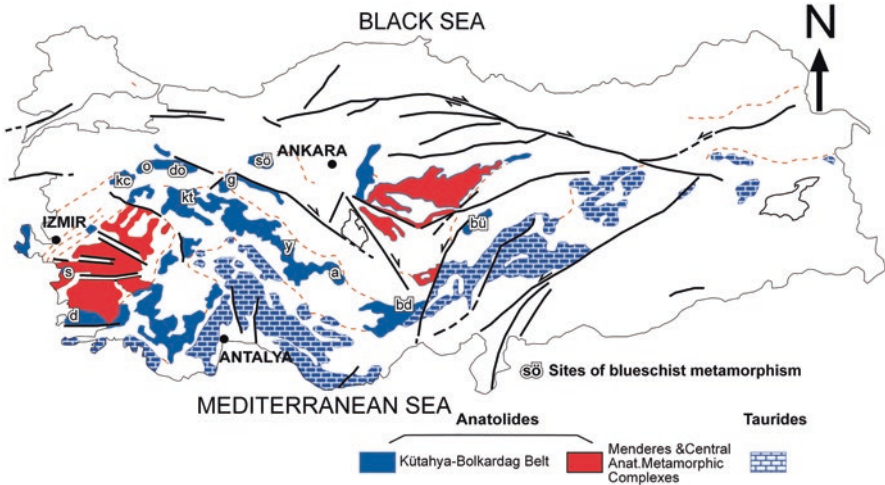 BLACK SEA
N
ANKARA
sö
o
do
g
kc
kt
IZMIR
bü
y
s
a
bd
d
ANTALYA
sö Sites of blueschist metamorphism
MEDITERRANEAN SEA
Anatolides
Taurides
Kütahya-Bolkardag Belt
Menderes &Central
Anat.Metamorphic
Complexes